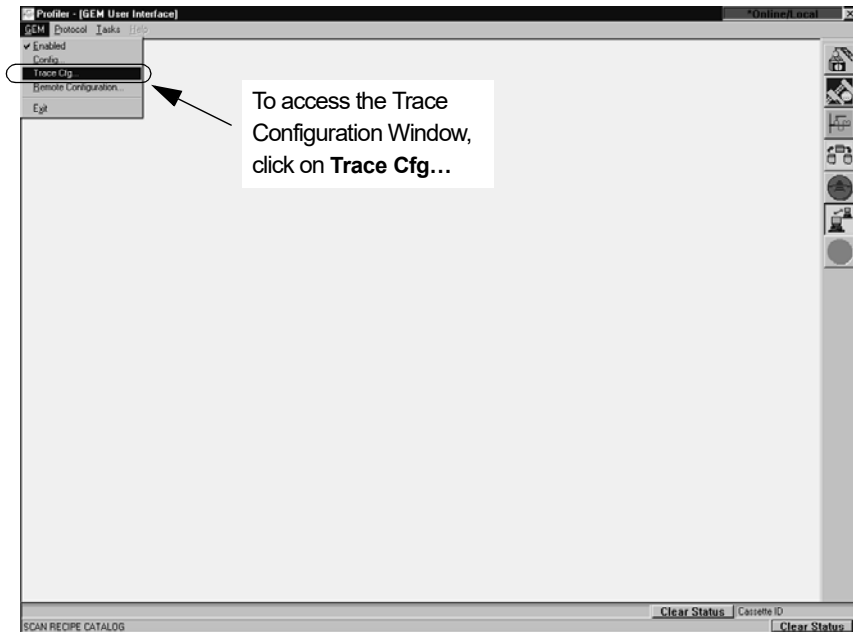 Profiler - [GEM User Interface]
*Online/Local
GEM Protocol Tasks Help
Enabled
Config...
Trace Cfg...
Remote Configuration...
Exit
To access the Trace
Configuration Window,
click on Trace Cfg…
Clear Status Cassette ID
SCAN RECIPE CATALOG Clear Status